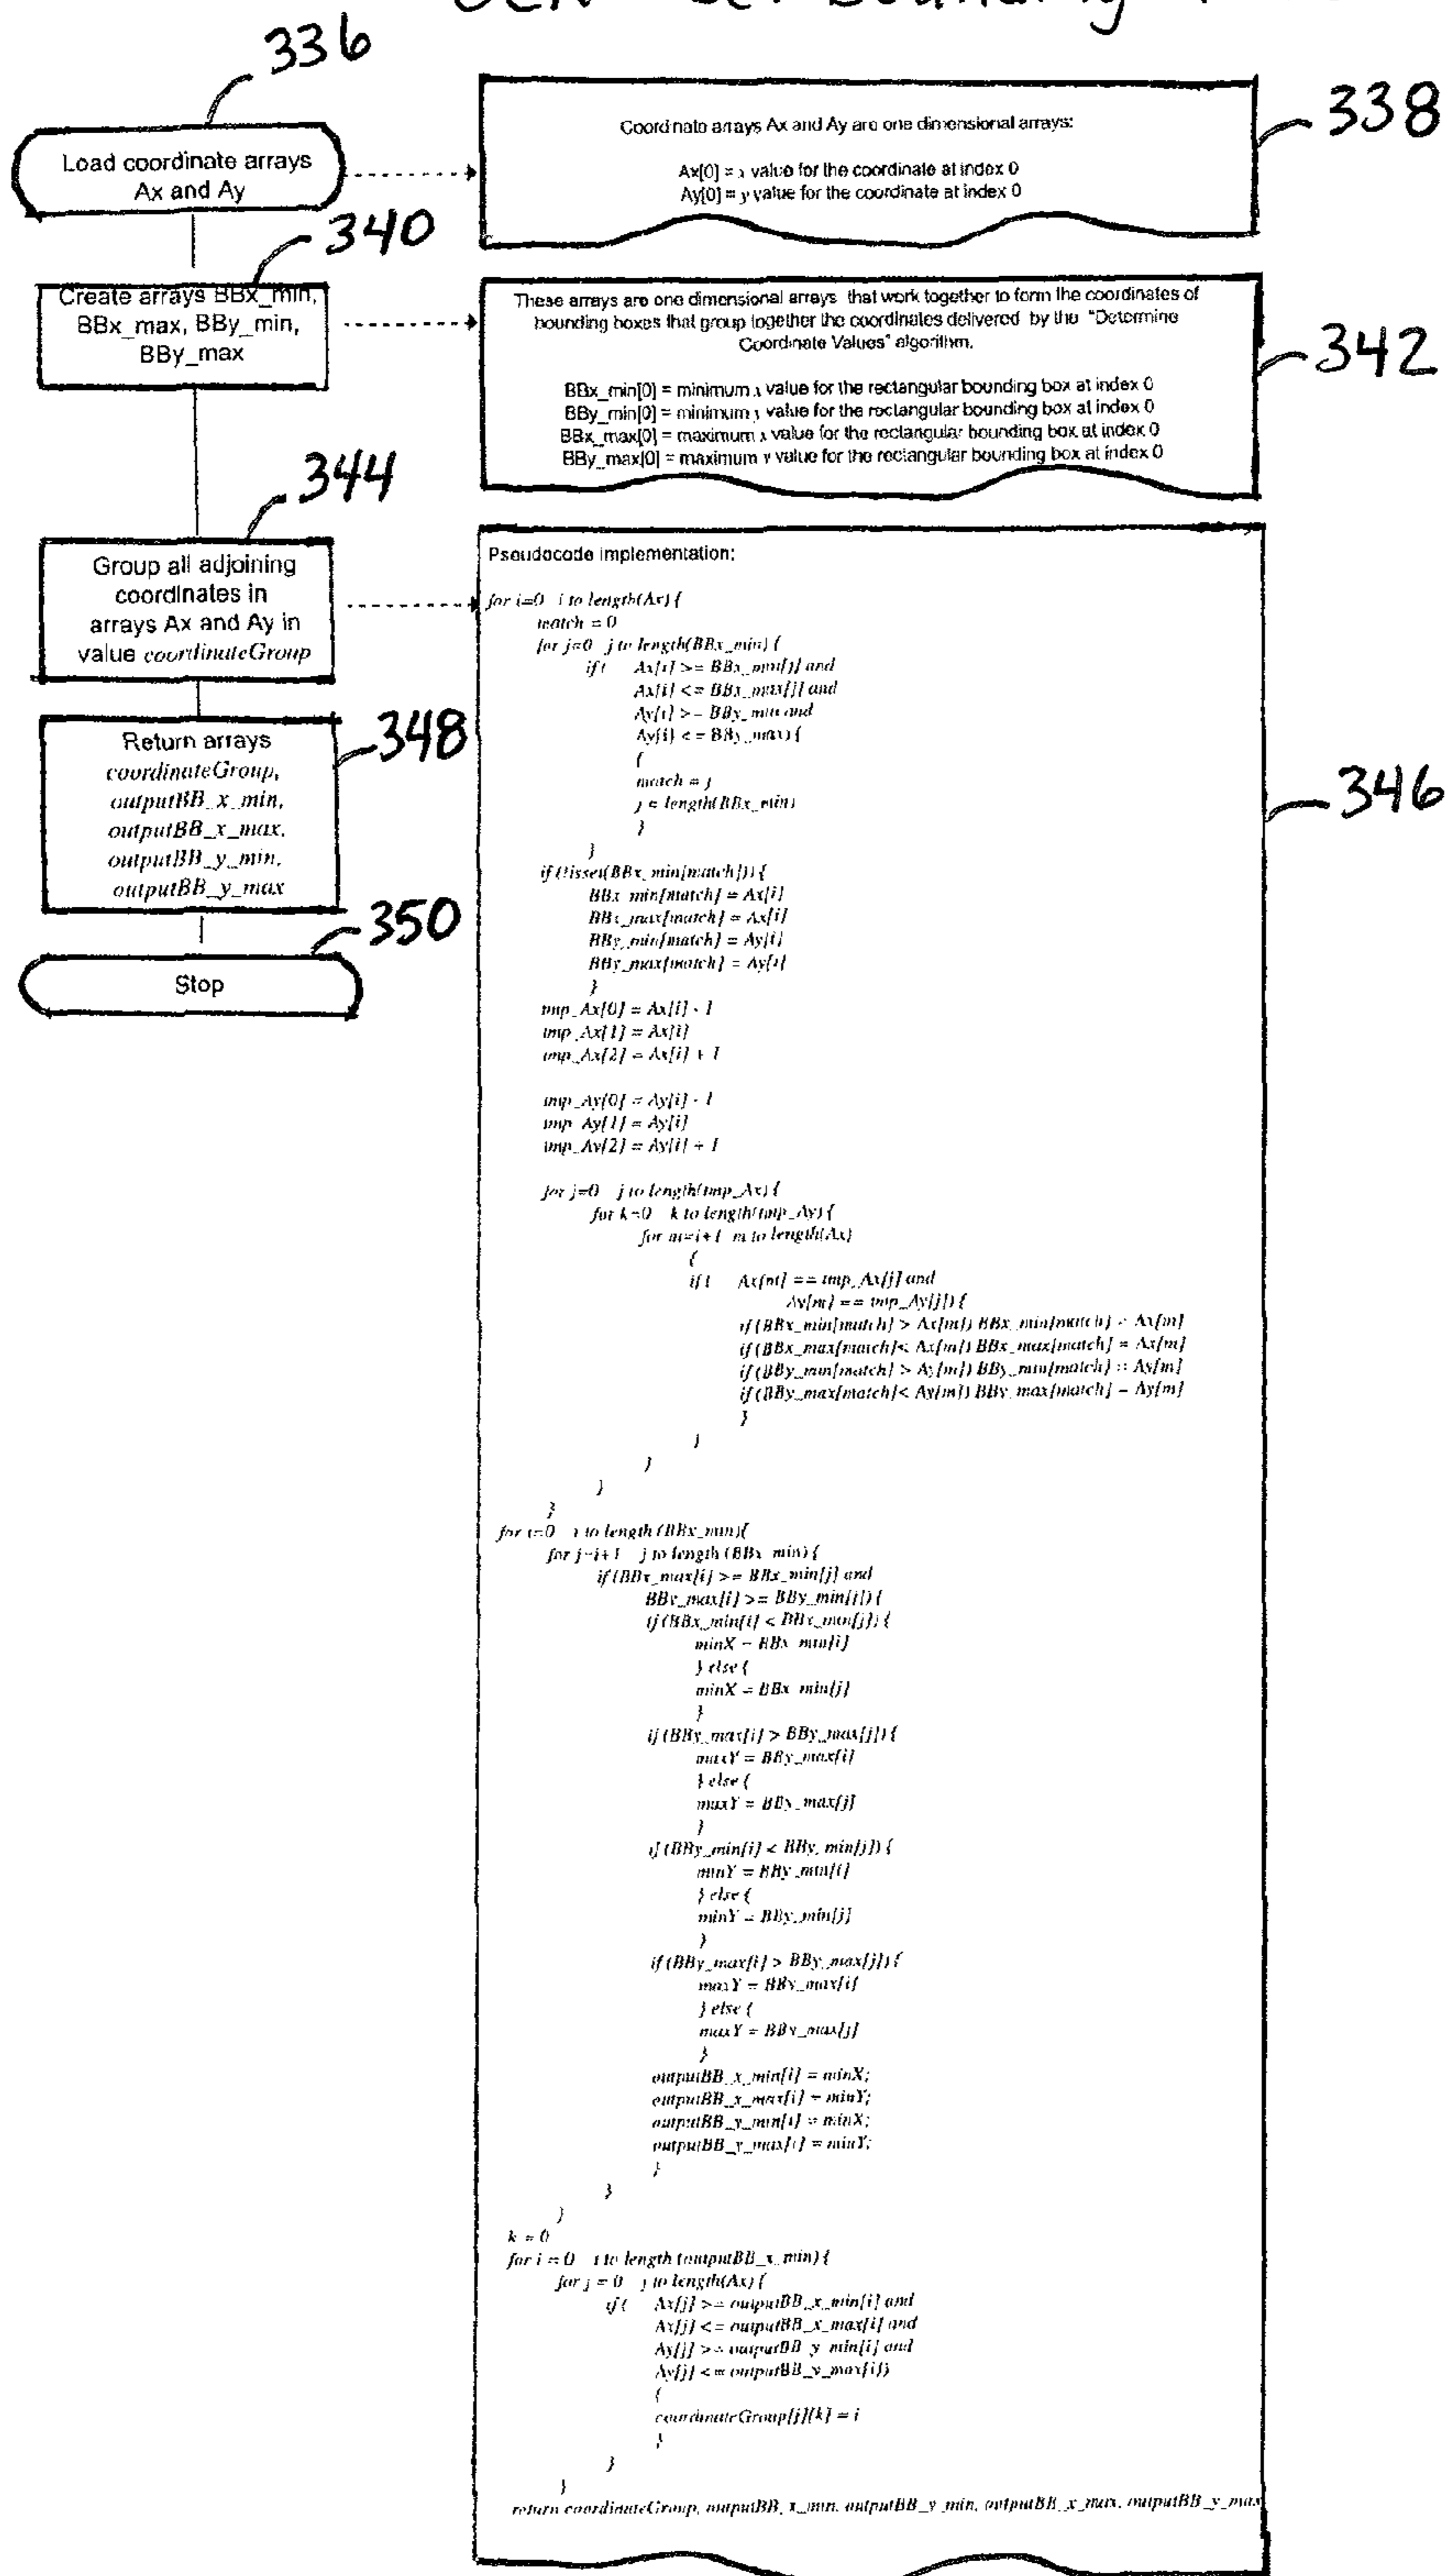 336
338
Load coordinate arrays
Ax and Ay
Coordinate arrays Ax and Ay are one dimensional arrays:
Ax[0] = x value for the coordinate at index 0
Ay[0] = y value for the coordinate at index 0
340
Create arrays BBx_min,
BBx_max, BBy_min,
BBy_max
These arrays are one dimensional arrays that work together to form the coordinates of
bounding boxes that group together the coordinates delivered by the "Determine
Coordinate Values" algorithm.
BBx_min[0] = minimum x value for the rectangular bounding box at index 0
BBy_min[0] = minimum y value for the rectangular bounding box at index 0
BBx_max[0] = maximum x value for the rectangular bounding box at index 0
BBy_max[0] = maximum y value for the rectangular bounding box at index 0
342
344
Group all adjoining
coordinates in
arrays Ax and Ay in
value coordinateGroup
348
Return arrays
coordinateGroup,
outputBB_x_min,
outputBB_x_max,
outputBB_y_min,
outputBB_y_max
350
Stop
346
Pseudocode implementation:
for i=0 i to length(Ax) {
match = 0
for j=0 j to length(BBx_min) {
if ( Ax[i] >= BBx_min[j] and
Ax[i] <= BBx_max[j] and
Ay[i] >= BBy_min and
Ay[i] <= BBy_max) {
{
match = j
j = length(BBx_min)
}
}
if (!isset(BBx_min[match])) {
BBx_min[match] = Ax[i]
BBx_max[match] = Ax[i]
BBy_min[match] = Ay[i]
BBy_max[match] = Ay[i]
}
tmp_Ax[0] = Ax[i] - 1
tmp_Ax[1] = Ax[i]
tmp_Ax[2] = Ax[i] + 1
tmp_Ay[0] = Ay[i] - 1
tmp_Ay[1] = Ay[i]
tmp_Ay[2] = Ay[i] + 1
for j=0 j to length(tmp_Ax) {
for k=0 k to length(tmp_Ay) {
for m=i+1 m to length(Ax)
{
if ( Ax[m] == tmp_Ax[j] and
Ay[m] == tmp_Ay[j]) {
if (BBx_min[match] > Ax[m]) BBx_min[match] = Ax[m]
if (BBx_max[match]< Ax[m]) BBx_max[match] = Ax[m]
if (BBy_min[match] > Ay[m]) BBy_min[match] = Ay[m]
if (BBy_max[match]< Ay[m]) BBy_max[match] = Ay[m]
}
}
}
}
}
for i=0 i to length (BBx_min){
for j=i+1 j to length (BBx_min) {
if (BBx_max[i] >= BBx_min[j] and
BBy_max[i] >= BBy_min[j]) {
if (BBx_min[i] < BBx_min[j]) {
minX = BBx_min[i]
} else {
minX = BBx_min[j]
}
if (BBy_max[i] > BBy_max[j]) {
maxY = BBy_max[i]
} else {
maxY = BBy_max[j]
}
if (BBy_min[i] < BBy_min[j]) {
minY = BBy_min[i]
} else {
minY = BBy_min[j]
}
if (BBy_max[i] > BBy_max[j]) {
maxY = BBy_max[i]
} else {
maxY = BBy_max[j]
}
outputBB_x_min[i] = minX;
outputBB_x_max[i] = minY;
outputBB_y_min[i] = minX;
outputBB_y_max[i] = minY;
}
}
}
k = 0
for i = 0 i to length (outputBB_x_min) {
for j = 0 j to length(Ax) {
if ( Ax[j] >= outputBB_x_min[i] and
Ax[j] <= outputBB_x_max[i] and
Ay[j] >= outputBB_y_min[i] and
Ay[j] <= outputBB_y_max[i])
{
coordinateGroup[j][k] = i
}
}
}
return coordinateGroup, outputBB_x_min, outputBB_y_min, outputBB_x_max, outputBB_y_max